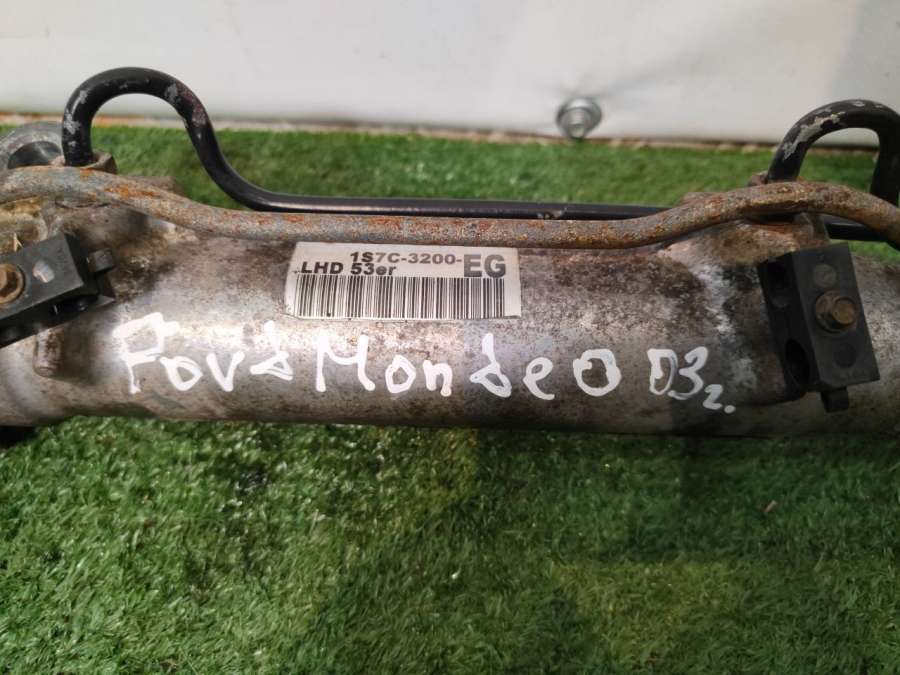 1S7C-3200-EG
LHD 53er
Ford Mondeo 03г.